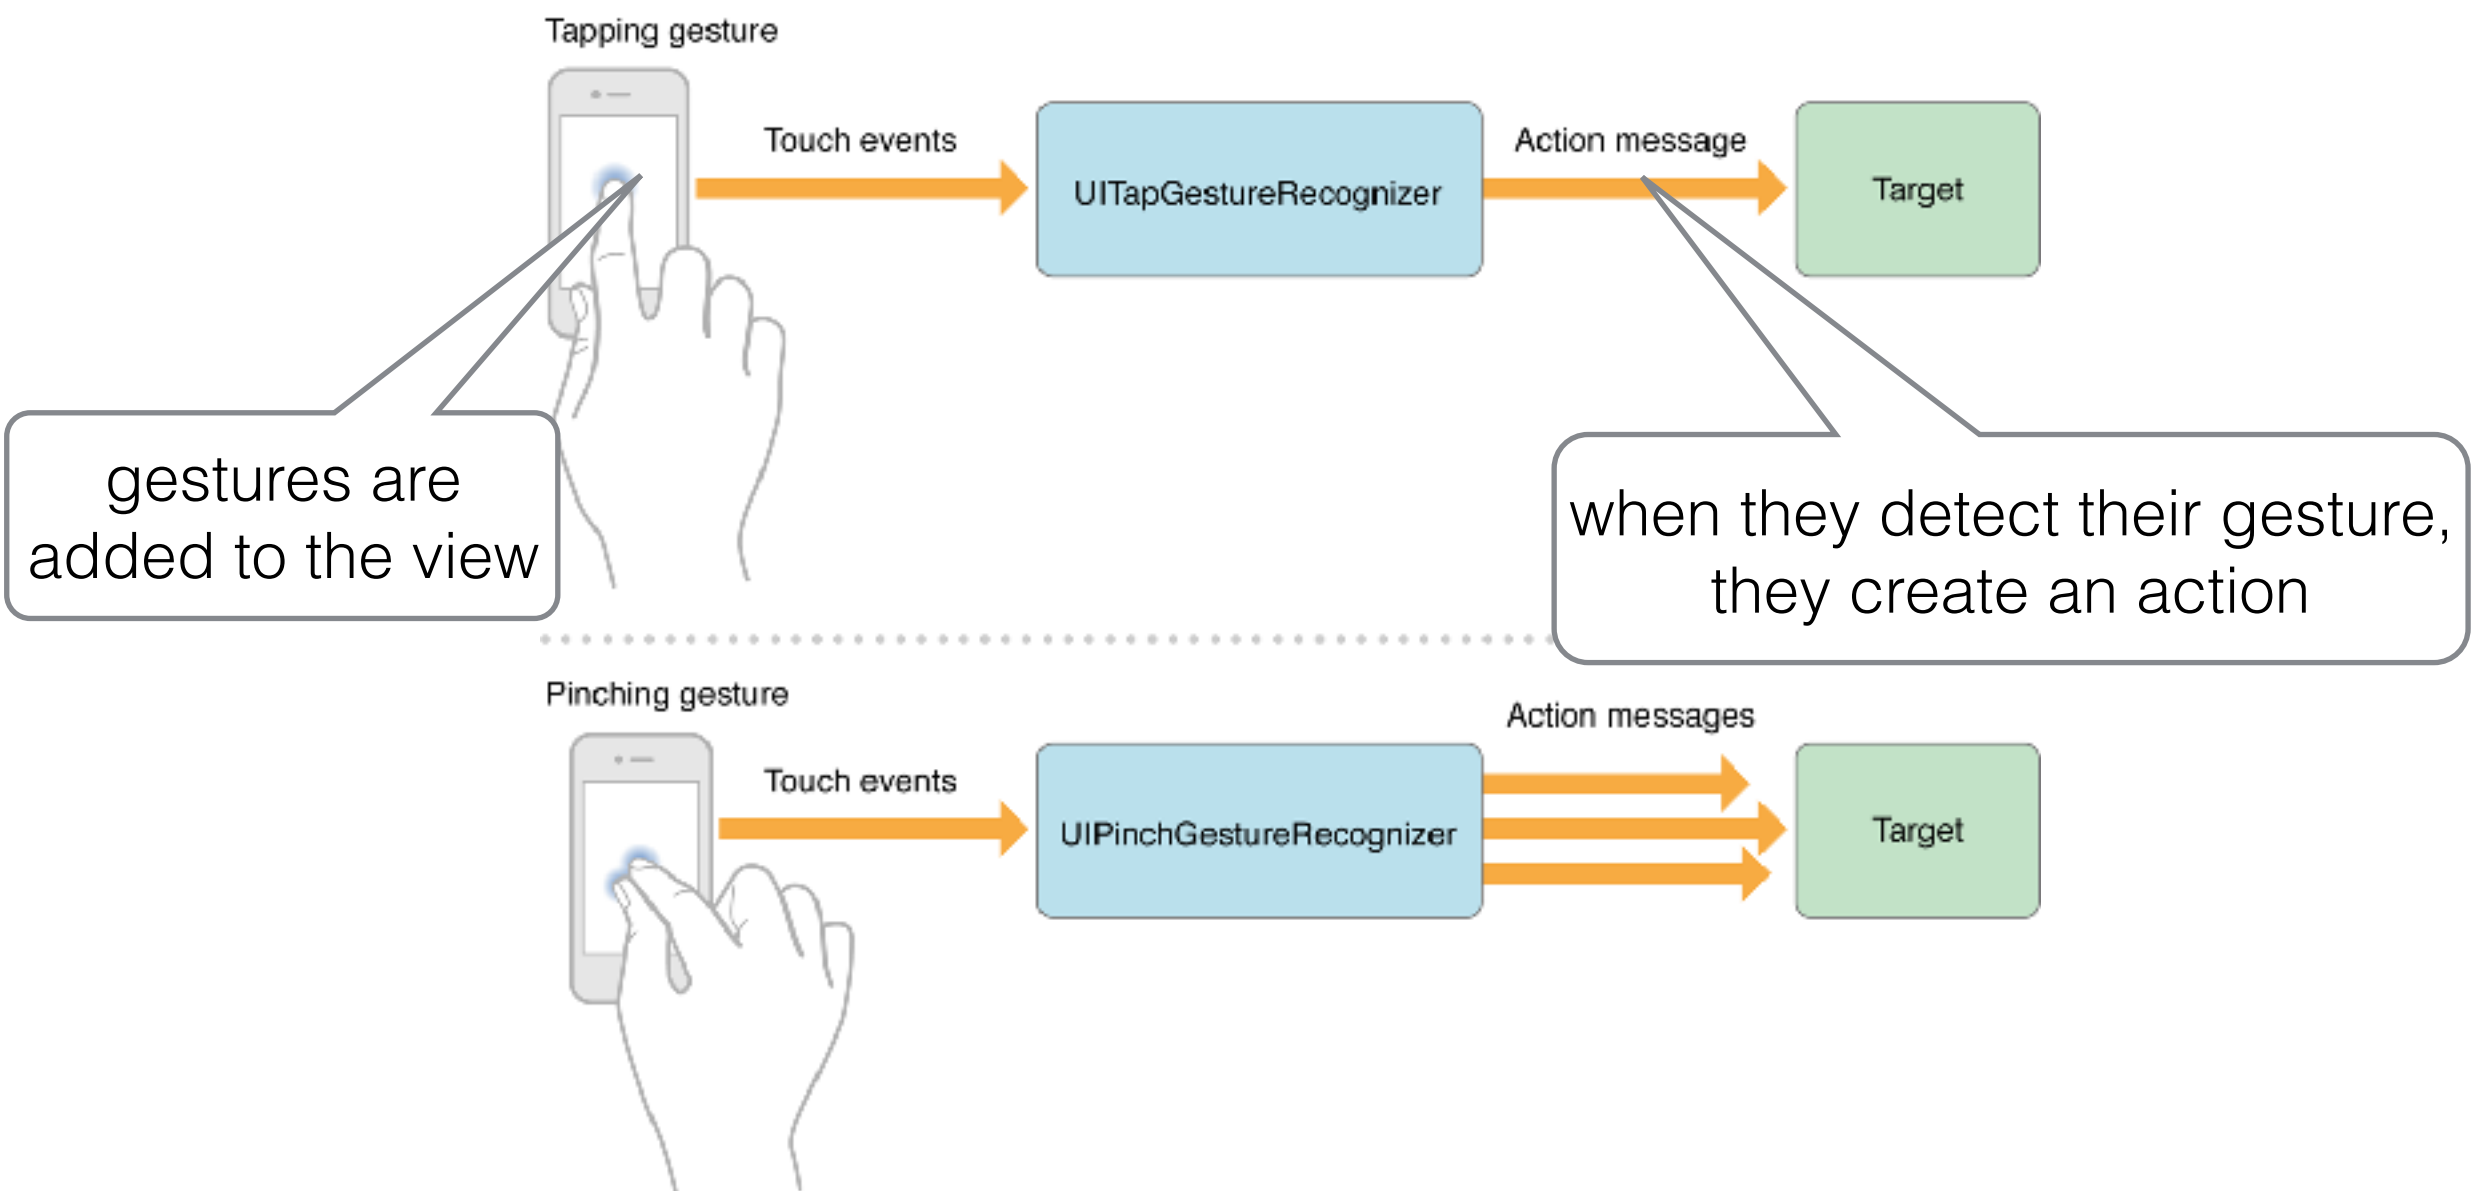 Tapping gesture
Touch events
UITapGestureRecognizer
Action message
Target
gestures are
added to the view
when they detect their gesture,
they create an action
Pinching gesture
Touch events
UIPinchGestureRecognizer
Action messages
Target